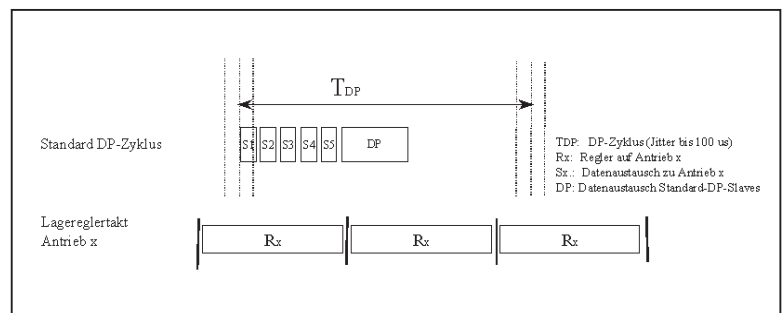 TDP
Standard DP-Zyklus
S1 S2 S3 S4 S5 DP
TDP: DP-Zyklus (Jitter bis 100 us)
Rx: Regler auf Antrieb x
Sx.: Datenaustausch zu Antrieb x
DP: Datenaustausch Standard-DP-Slaves
Lagereglertakt
Antrieb x
Rx Rx Rx